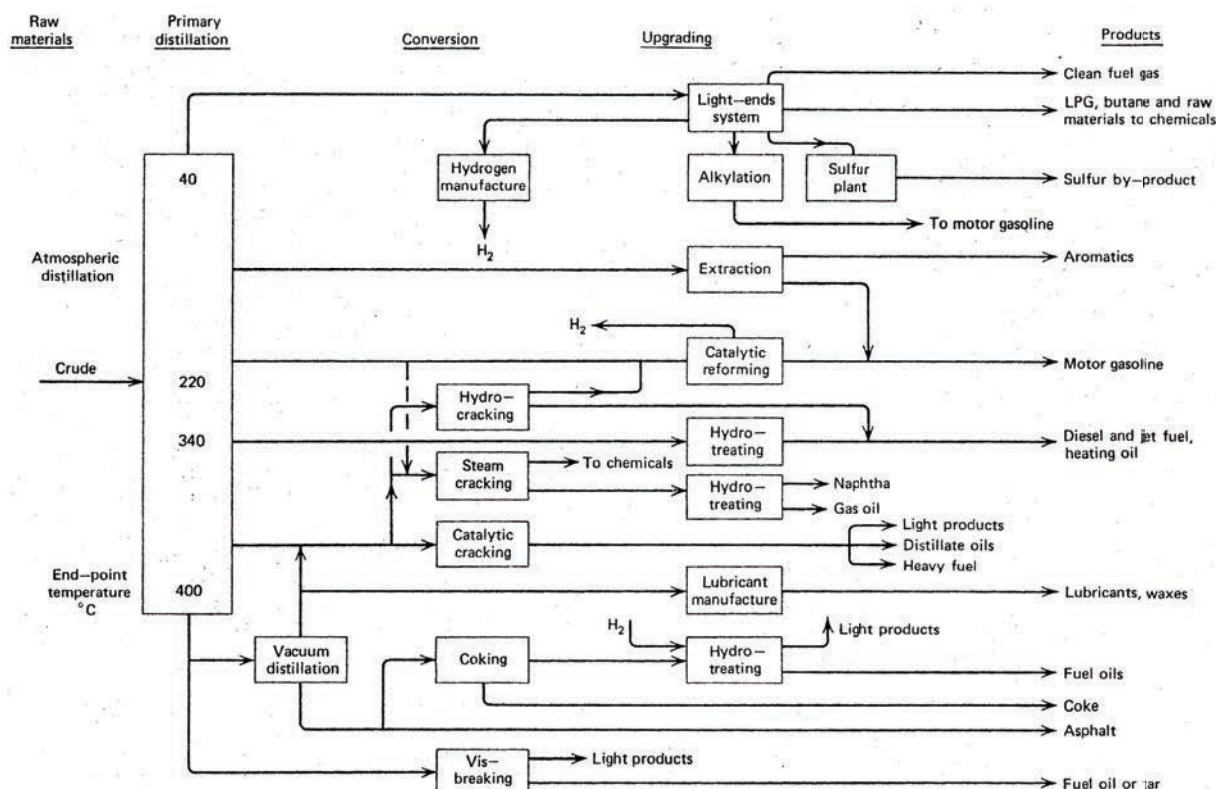 Raw
materials
Primary
distillation
Conversion
Upgrading
Products
Clean fuel gas
Light—ends
system
LPG, butane and raw
materials to chemicals
Hydrogen
manufacture
Alkylation
Sulfur
plant
40
Sulfur by—product
To motor gasoline
H2
Atmospheric
distillation
Extraction
Aromatics
H2
Crude
220
Catalytic
reforming
Motor gasoline
Hydro—
cracking
340
Hydro—
treating
Diesel and jet fuel,
heating oil
Steam
cracking
To chemicals
Hydro—
treating
Naphtha
Gas oil
Catalytic
cracking
Light products
Distillate oils
Heavy fuel
End—point
temperature
°C
400
Lubricant
manufacture
Lubricants, waxes
H2
Light products
Vacuum
distillation
Coking
Hydro—
treating
Fuel oils
Coke
Asphalt
Vis—
breaking
Light products
Fuel oil or tar